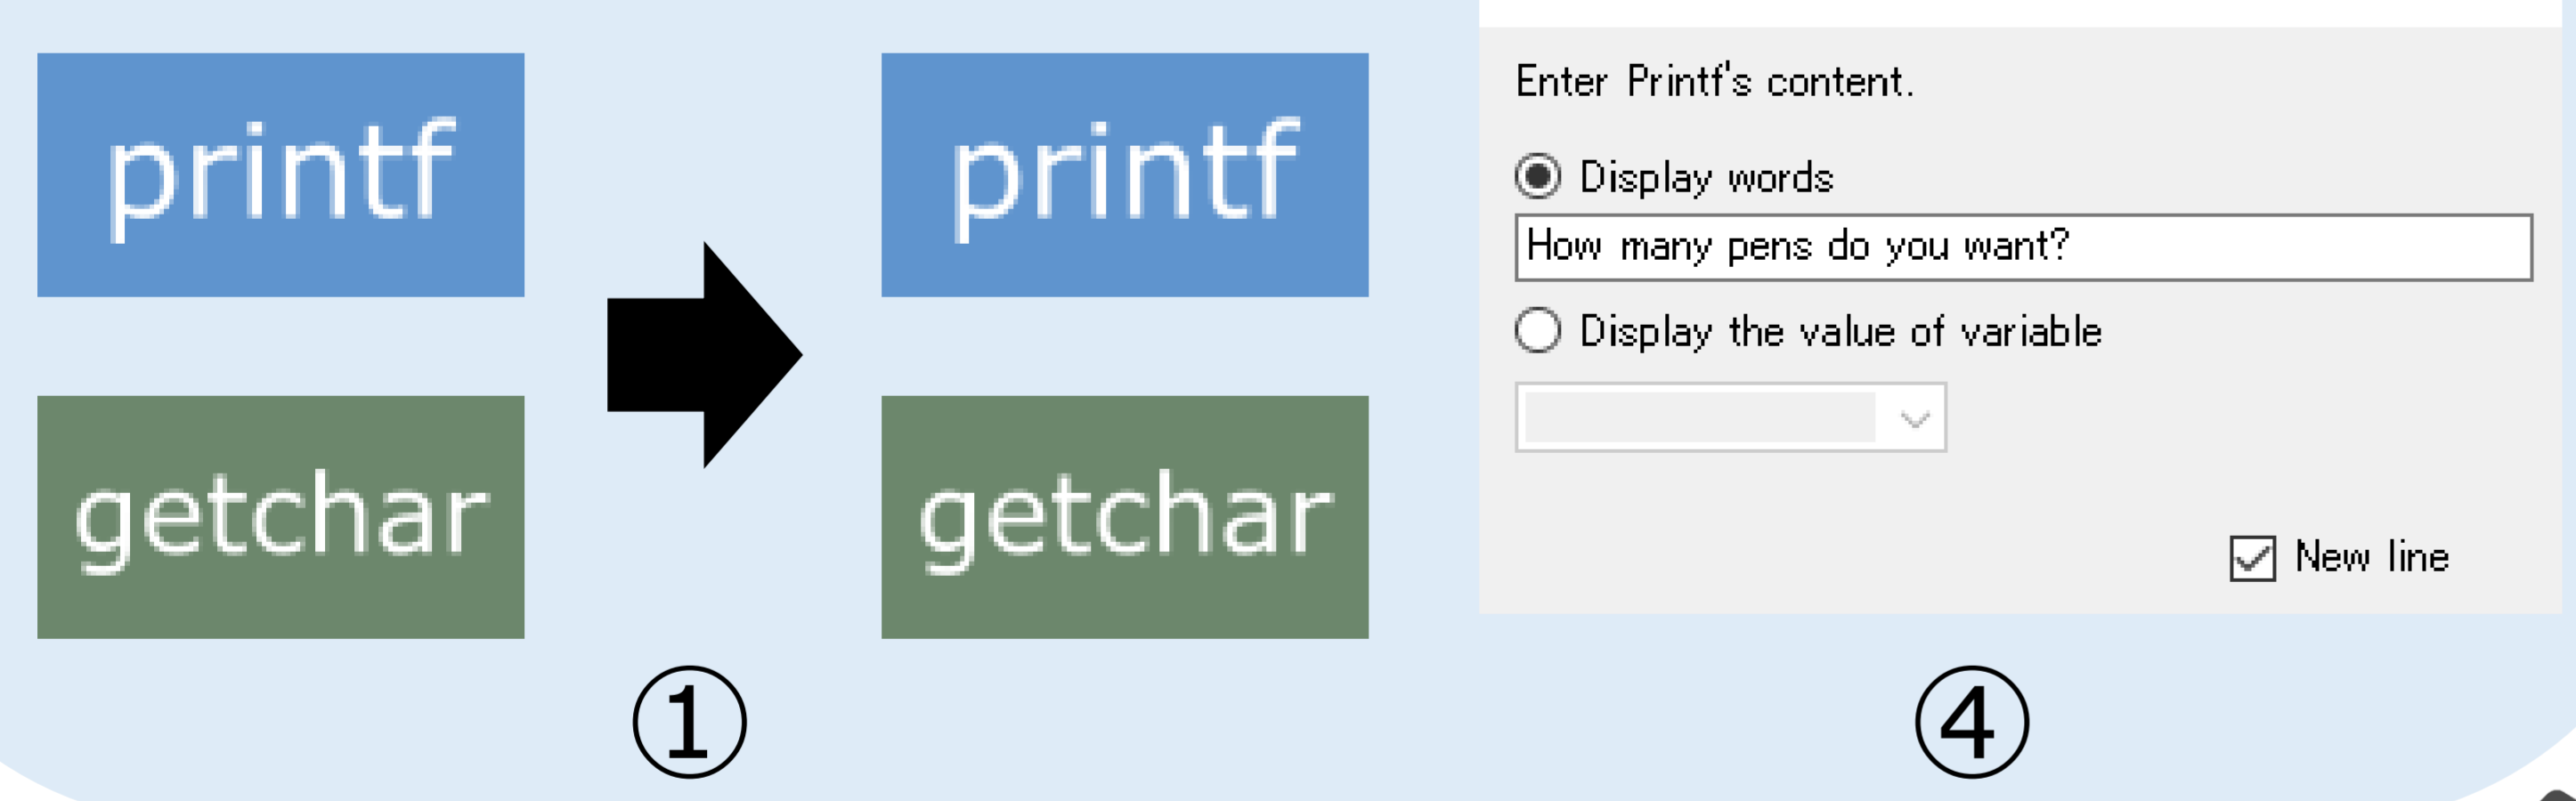 printf
getchar
printf
getchar
①
Enter Printf's content.
Display words
How many pens do you want?
Display the value of variable
New line
④